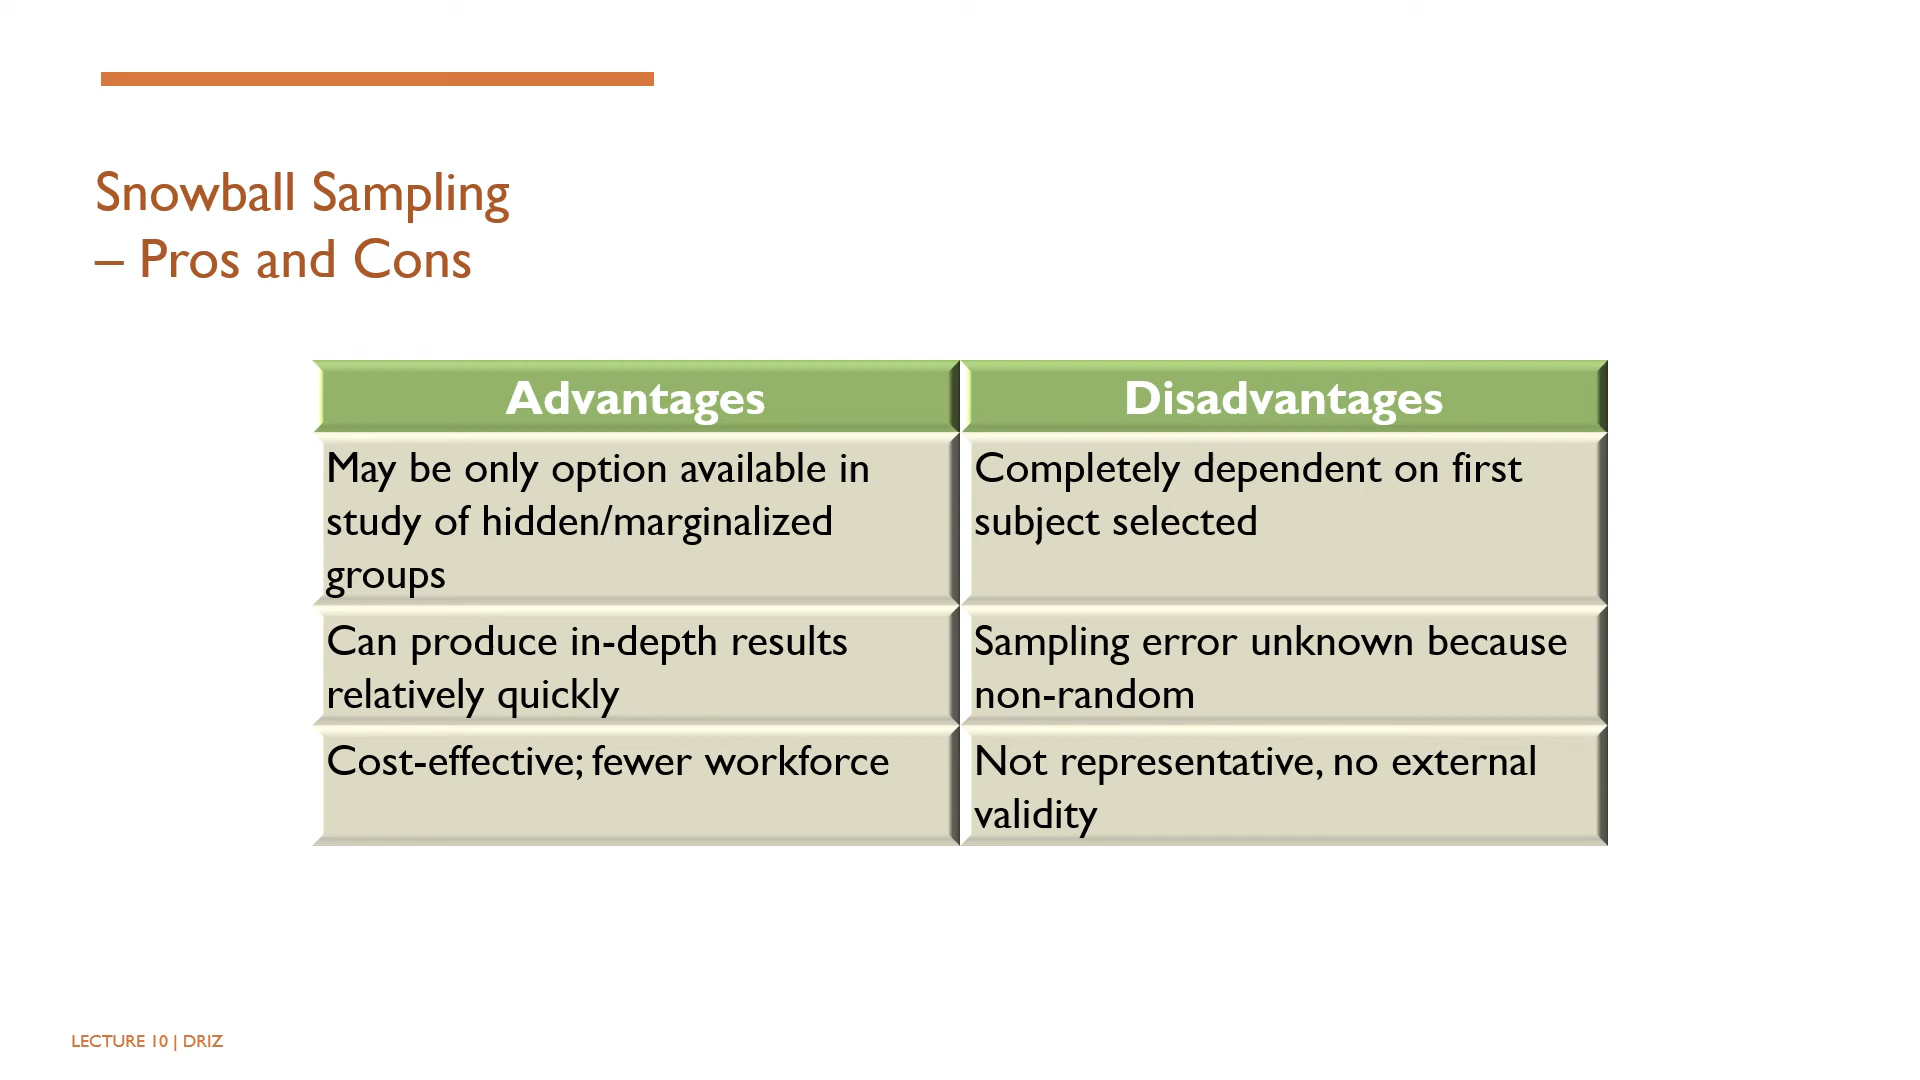 Snowball Sampling
– Pros and Cons
Advantages
Disadvantages
May be only option available in
study of hidden/marginalized
groups
Completely dependent on first
subject selected
Can produce in-depth results
relatively quickly
Sampling error unknown because
non-random
Cost-effective; fewer workforce
Not representative, no external
validity
LECTURE 10 | DRIZ